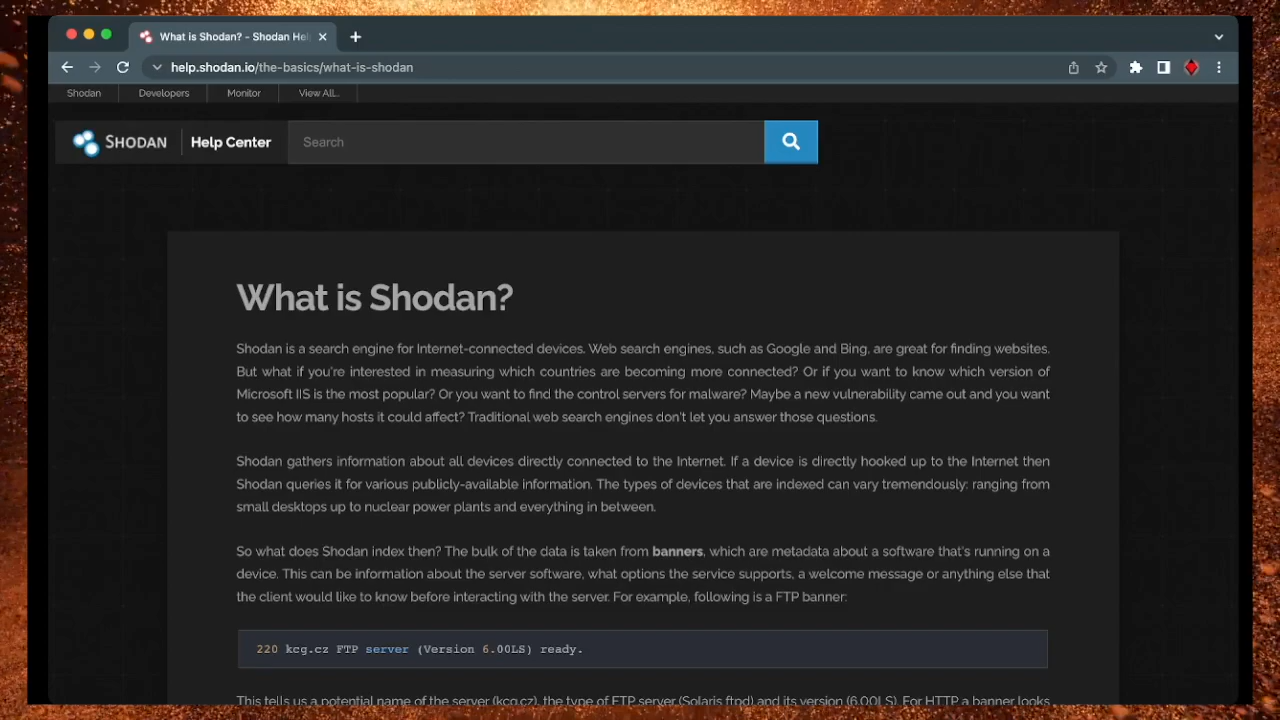 What is Shodan? - Shodan Hel
help.shodan.io/the-basics/what-is-shodan
Shodan Developers Monitor View All...
SHODAN Help Center Search
What is Shodan?
Shodan is a search engine for Internet-connected devices. Web search engines, such as Google and Bing, are great for finding websites.
But what if you're interested in measuring which countries are becoming more connected? Or if you want to know which version of
Microsoft IIS is the most popular? Or you want to find the control servers for malware? Maybe a new vulnerability came out and you want
to see how many hosts it could affect? Traditional web search engines don't let you answer those questions.
Shodan gathers information about all devices directly connected to the Internet. If a device is directly hooked up to the Internet then
Shodan queries it for various publicly-available information. The types of devices that are indexed can vary tremendously: ranging from
small desktops up to nuclear power plants and everything in between.
So what does Shodan index then? The bulk of the data is taken from banners, which are metadata about a software that's running on a
device. This can be information about the server software, what options the service supports, a welcome message or anything else that
the client would like to know before interacting with the server. For example, following is a FTP banner:
220 kcg.cz FTP server (Version 6.00LS) ready.
This tells us a potential name of the server (kcg.cz), the type of FTP server (Solaris ftpd) and its version (6.00LS). For HTTP a banner looks